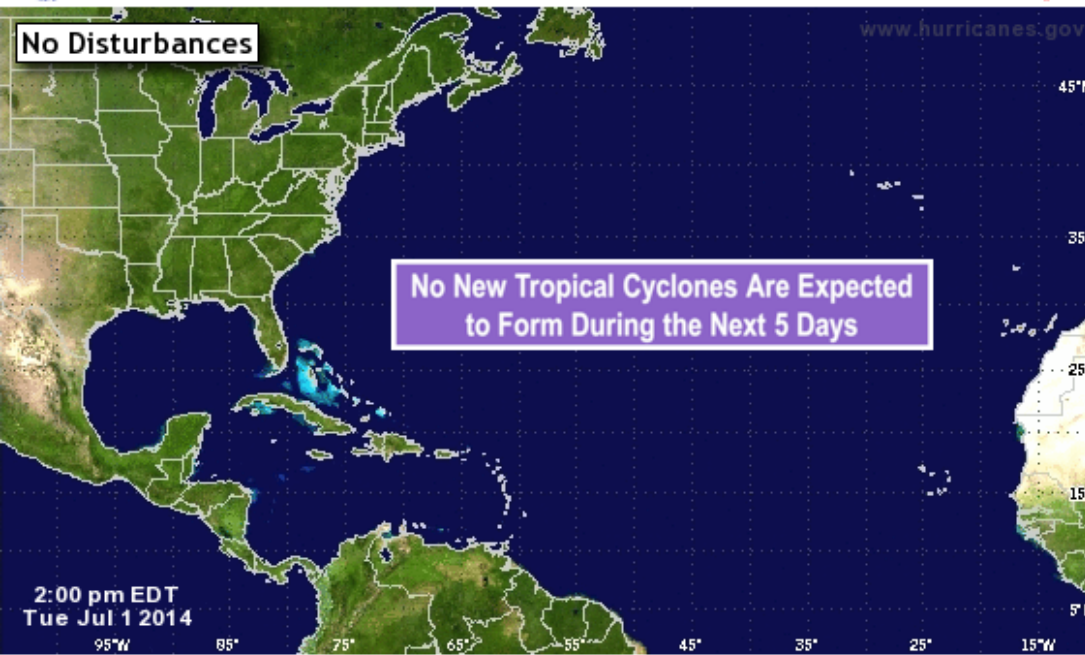 No Disturbances
www.hurricanes.gov
45°N
35
No New Tropical Cyclones Are Expected
to Form During the Next 5 Days
25
15
2:00 pm EDT
Tue Jul 1 2014
5°
95°W 85° 75° 65° 55° 45° 35° 25° 15°W